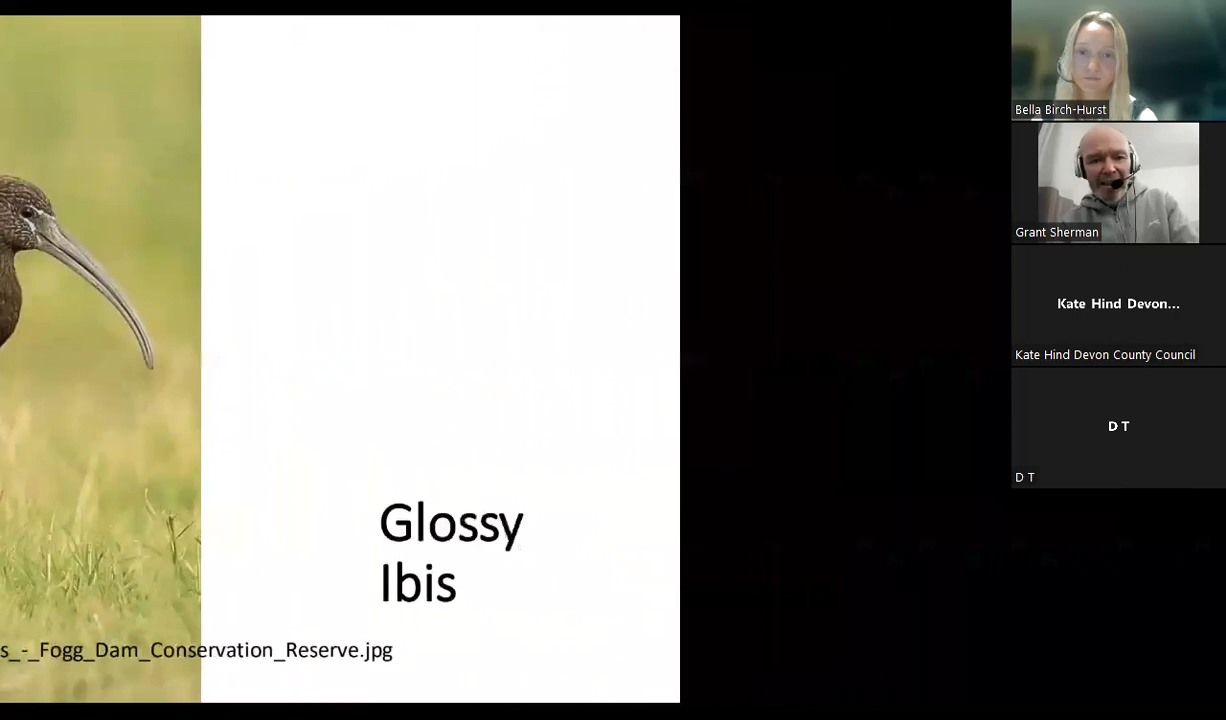 Glossy
Ibis
s_-_Fogg_Dam_Conservation_Reserve.jpg
Bella Birch-Hurst
Grant Sherman
Kate Hind Devon...
Kate Hind Devon County Council
D T
D T